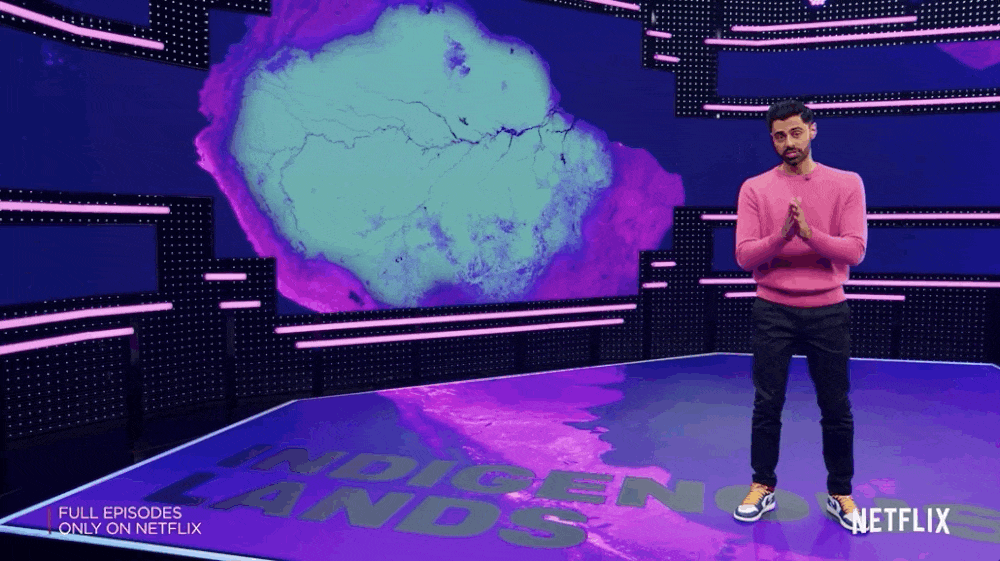 INDIGENOUS
LANDS
FULL EPISODES
ONLY ON NETFLIX
NETFLIX